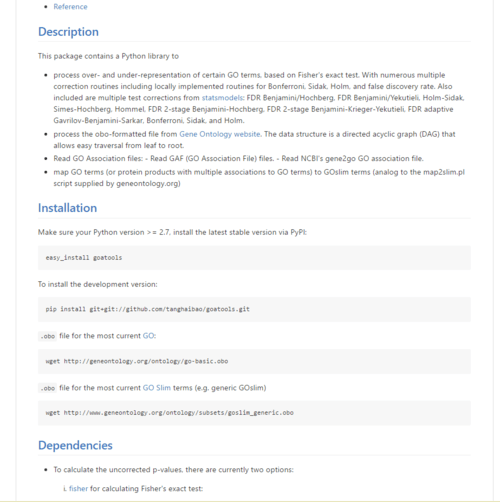 Reference
Description
This package contains a Python library to
process over- and under-representation of certain GO terms, based on Fisher's exact test. With numerous multiple
correction routines including locally implemented routines for Bonferroni, Sidak, Holm, and false discovery rate. Also
included are multiple test corrections from statsmodels: FDR Benjamini/Hochberg, FDR Benjamini/Yekutieli, Holm-Sidak,
Simes-Hochberg, Hommel, FDR 2-stage Benjamini-Hochberg, FDR 2-stage Benjamini-Krieger-Yekutieli, FDR adaptive
Gavrilov-Benjamini-Sarkar, Bonferroni, Sidak, and Holm.
process the obo-formatted file from Gene Ontology website. The data structure is a directed acyclic graph (DAG) that
allows easy traversal from leaf to root.
Read GO Association files: - Read GAF (GO Association File) files. - Read NCBI's gene2go GO association file.
map GO terms (or protein products with multiple associations to GO terms) to GOslim terms (analog to the map2slim.pl
script supplied by geneontology.org)
Installation
Make sure your Python version >= 2.7, install the latest stable version via PyPI:
easy_install goatools
To install the development version:
pip install git+git://github.com/tanghaibao/goatools.git
.obo file for the most current GO:
wget http://geneontology.org/ontology/go-basic.obo
.obo file for the most current GO Slim terms (e.g. generic GOslim)
wget http://www.geneontology.org/ontology/subsets/goslim_generic.obo
Dependencies
To calculate the uncorrected p-values, there are currently two options:
i. fisher for calculating Fisher's exact test: